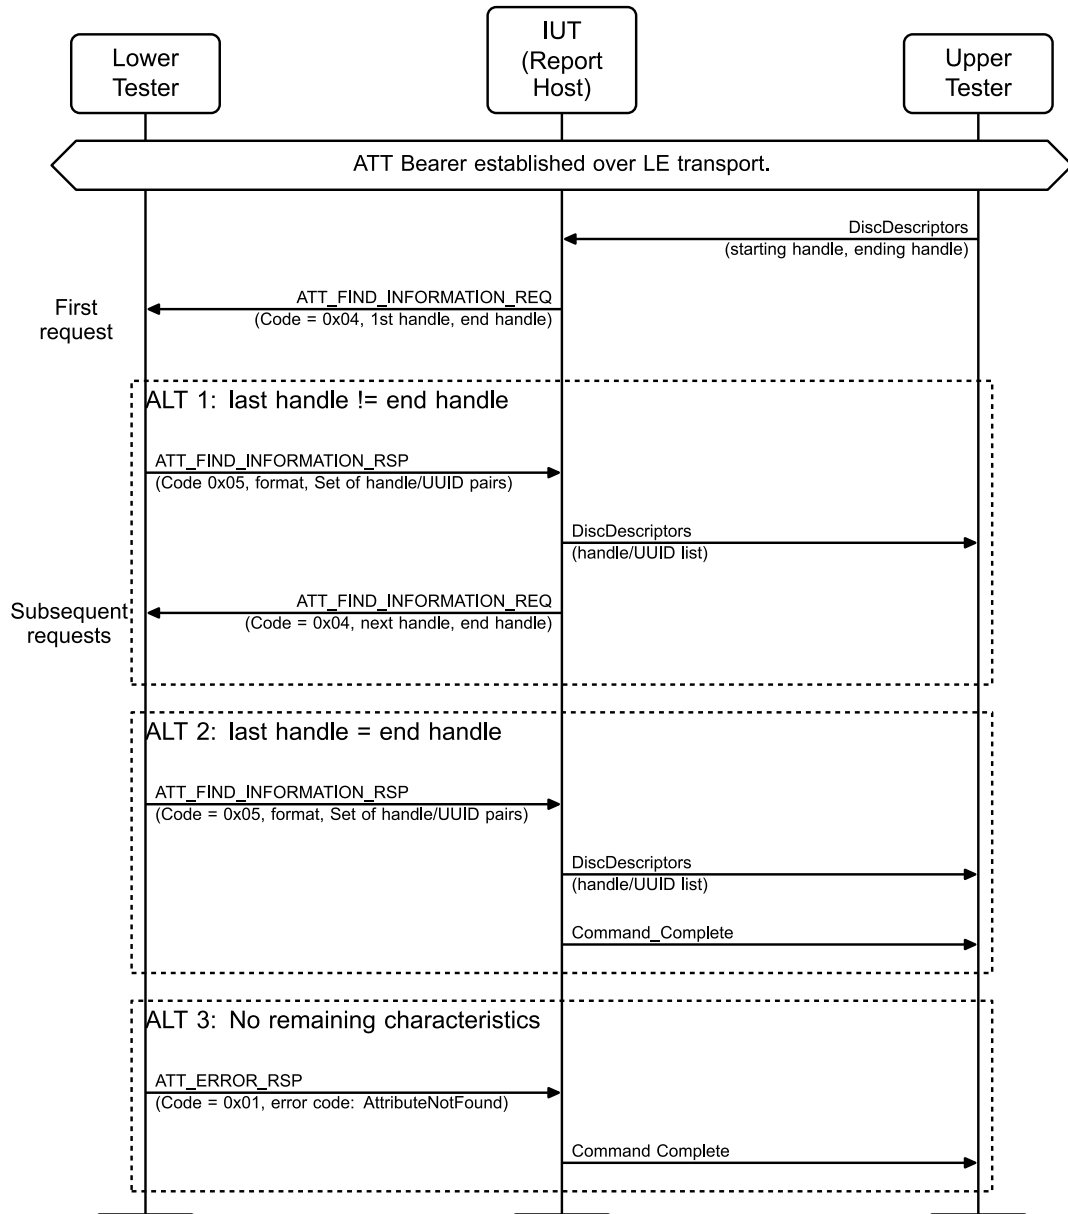 Lower
Tester
IUT
(Report
Host)
Upper
Tester
ATT Bearer established over LE transport.
DiscDescriptors
(starting handle, ending handle)
First
request
ATT_FIND_INFORMATION_REQ
(Code = 0x04, 1st handle, end handle)
ALT 1: last handle != end handle
ATT_FIND_INFORMATION_RSP
(Code 0x05, format, Set of handle/UUID pairs)
DiscDescriptors
(handle/UUID list)
Subsequent
requests
ATT_FIND_INFORMATION_REQ
(Code = 0x04, next handle, end handle)
ALT 2: last handle = end handle
ATT_FIND_INFORMATION_RSP
(Code = 0x05, format, Set of handle/UUID pairs)
DiscDescriptors
(handle/UUID list)
Command_Complete
ALT 3: No remaining characteristics
ATT_ERROR_RSP
(Code = 0x01, error code: AttributeNotFound)
Command Complete